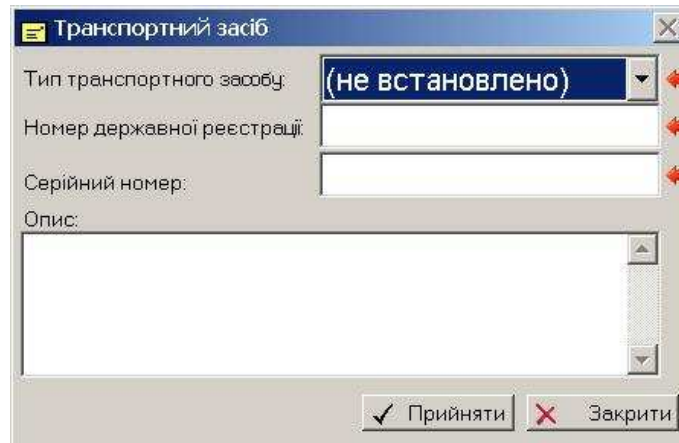 Транспортний засіб
Тип транспортного засобу: (не встановлено)
Номер державної реєстрації:
Серійний номер:
Опис:
Прийняти Закрити